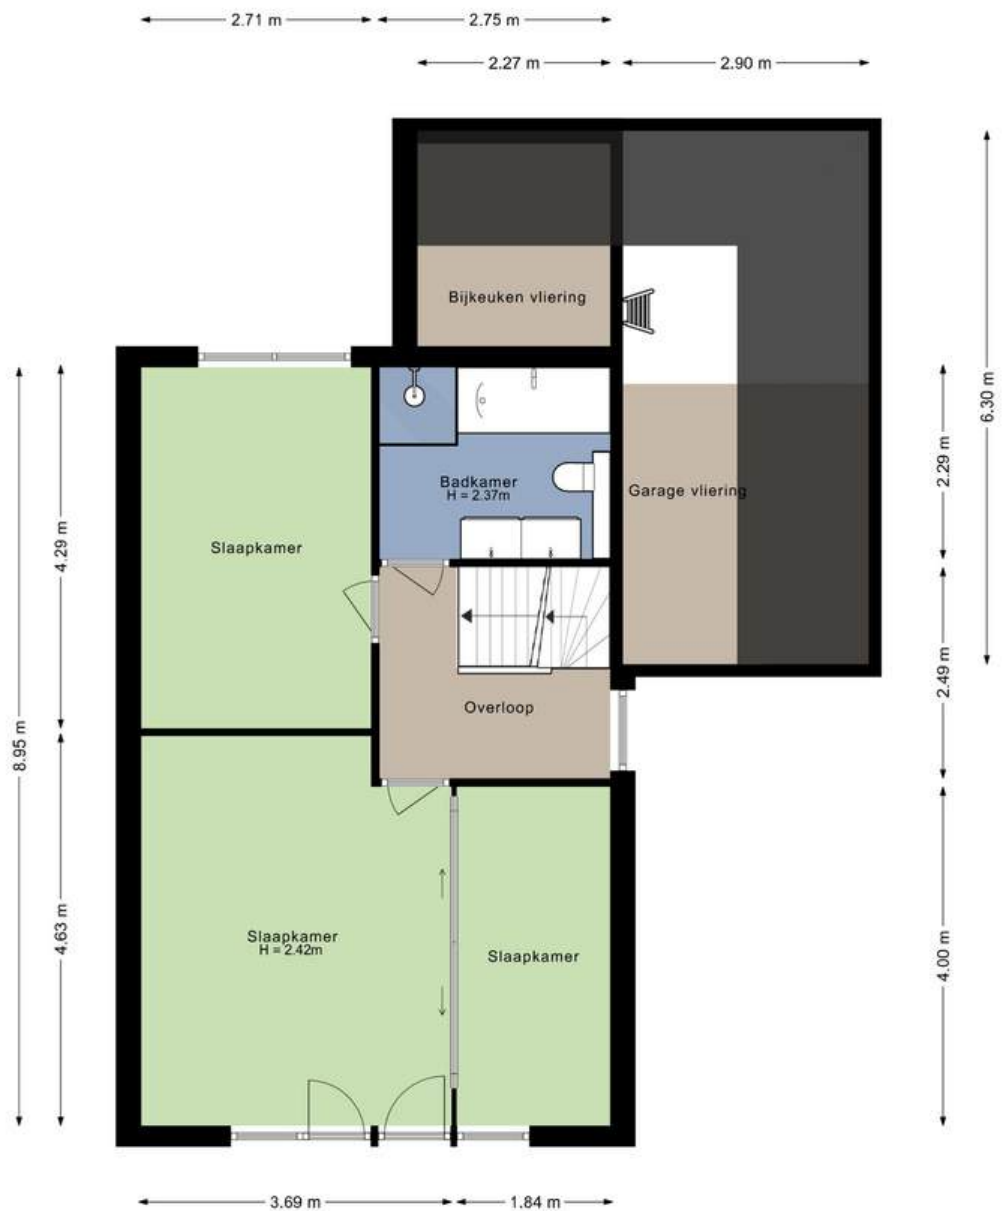 2.71 m
2.75 m
2.27 m
2.90 m
Bijkeuken vliering
6.30 m
Badkamer
H = 2.37m
Garage vliering
2.29 m
Slaapkamer
4.29 m
8.95 m
Overloop
2.49 m
Slaapkamer
H = 2.42m
Slaapkamer
4.63 m
4.00 m
3.69 m
1.84 m